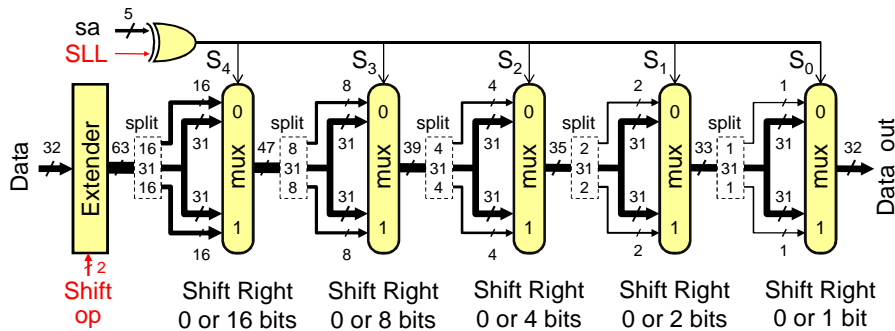 sa
5
SLL
S4
S3
S2
S1
S0
Data
32
Extender
2
Shift
op
63
split
16
31
16
16
31
31
16
0
mux
1
47
split
8
31
8
8
31
31
8
0
mux
1
39
split
4
31
4
4
31
31
4
0
mux
1
35
split
2
31
2
2
31
31
2
0
mux
1
33
split
1
31
1
1
31
31
1
0
mux
1
32
Data out
Shift Right
0 or 16 bits
Shift Right
0 or 8 bits
Shift Right
0 or 4 bits
Shift Right
0 or 2 bits
Shift Right
0 or 1 bit